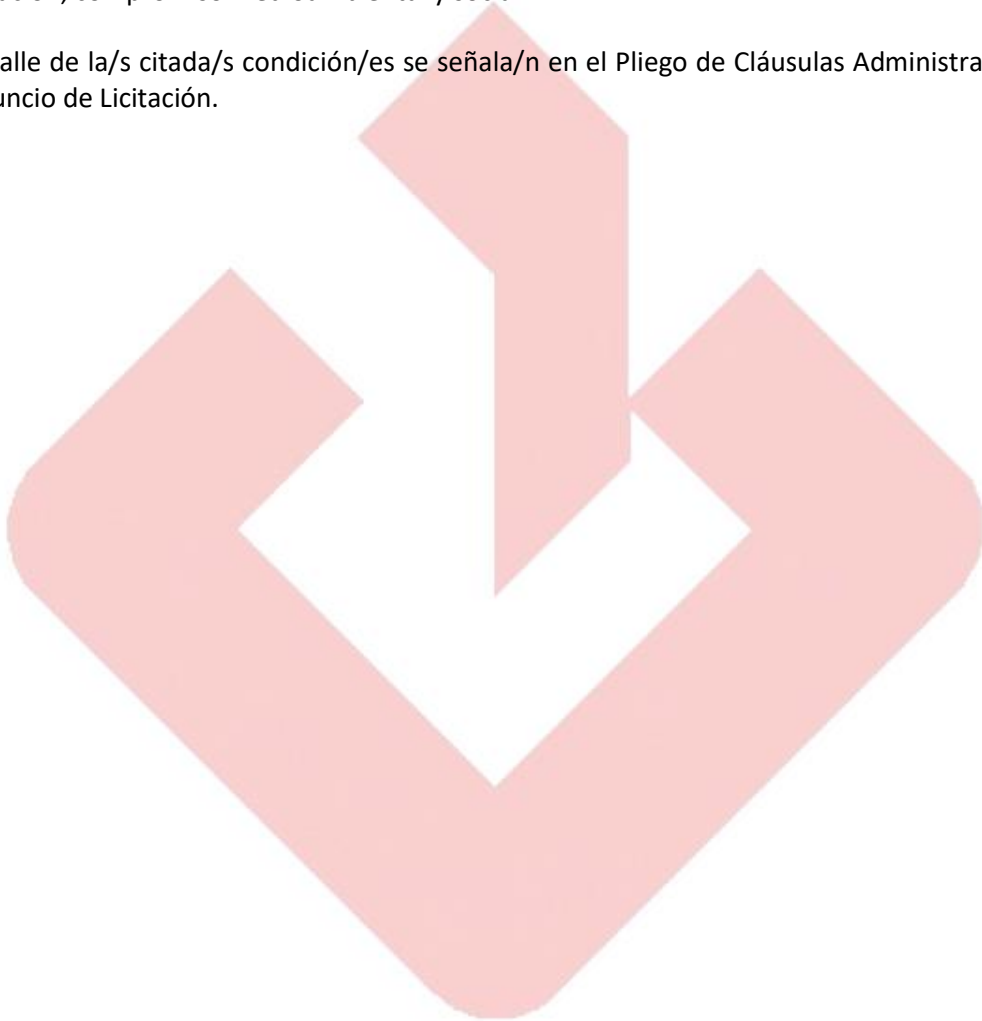 alle de la/s citada/s condición/es se señala/n en el Pliego de Cláusulas Administra
uncio de Licitación.